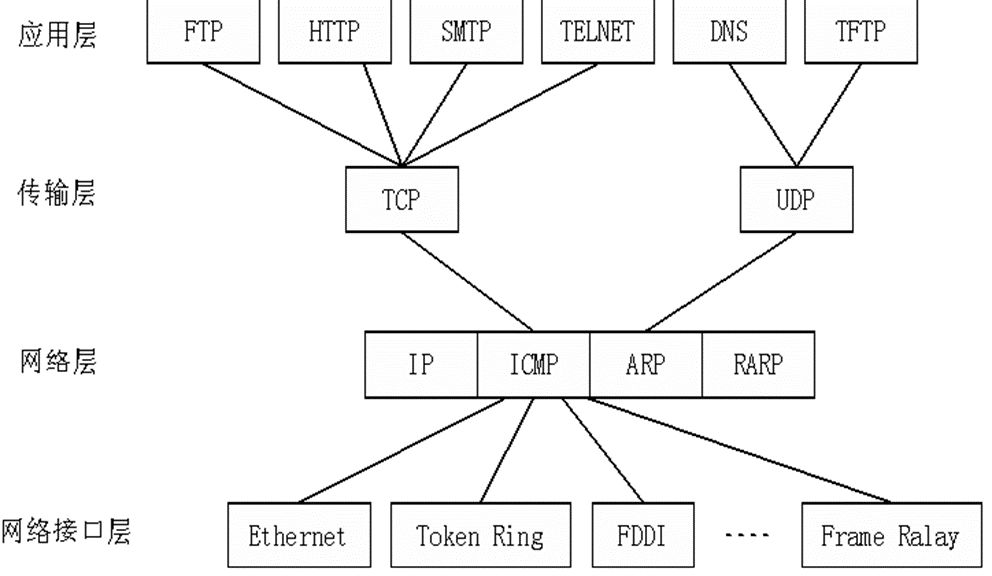 应用层 FTP HTTP SMTP TELNET DNS TFTP
传输层 TCP UDP
网络层 IP ICMP ARP RARP
网络接口层 Ethernet Token Ring FDDI ---- Frame Ralay